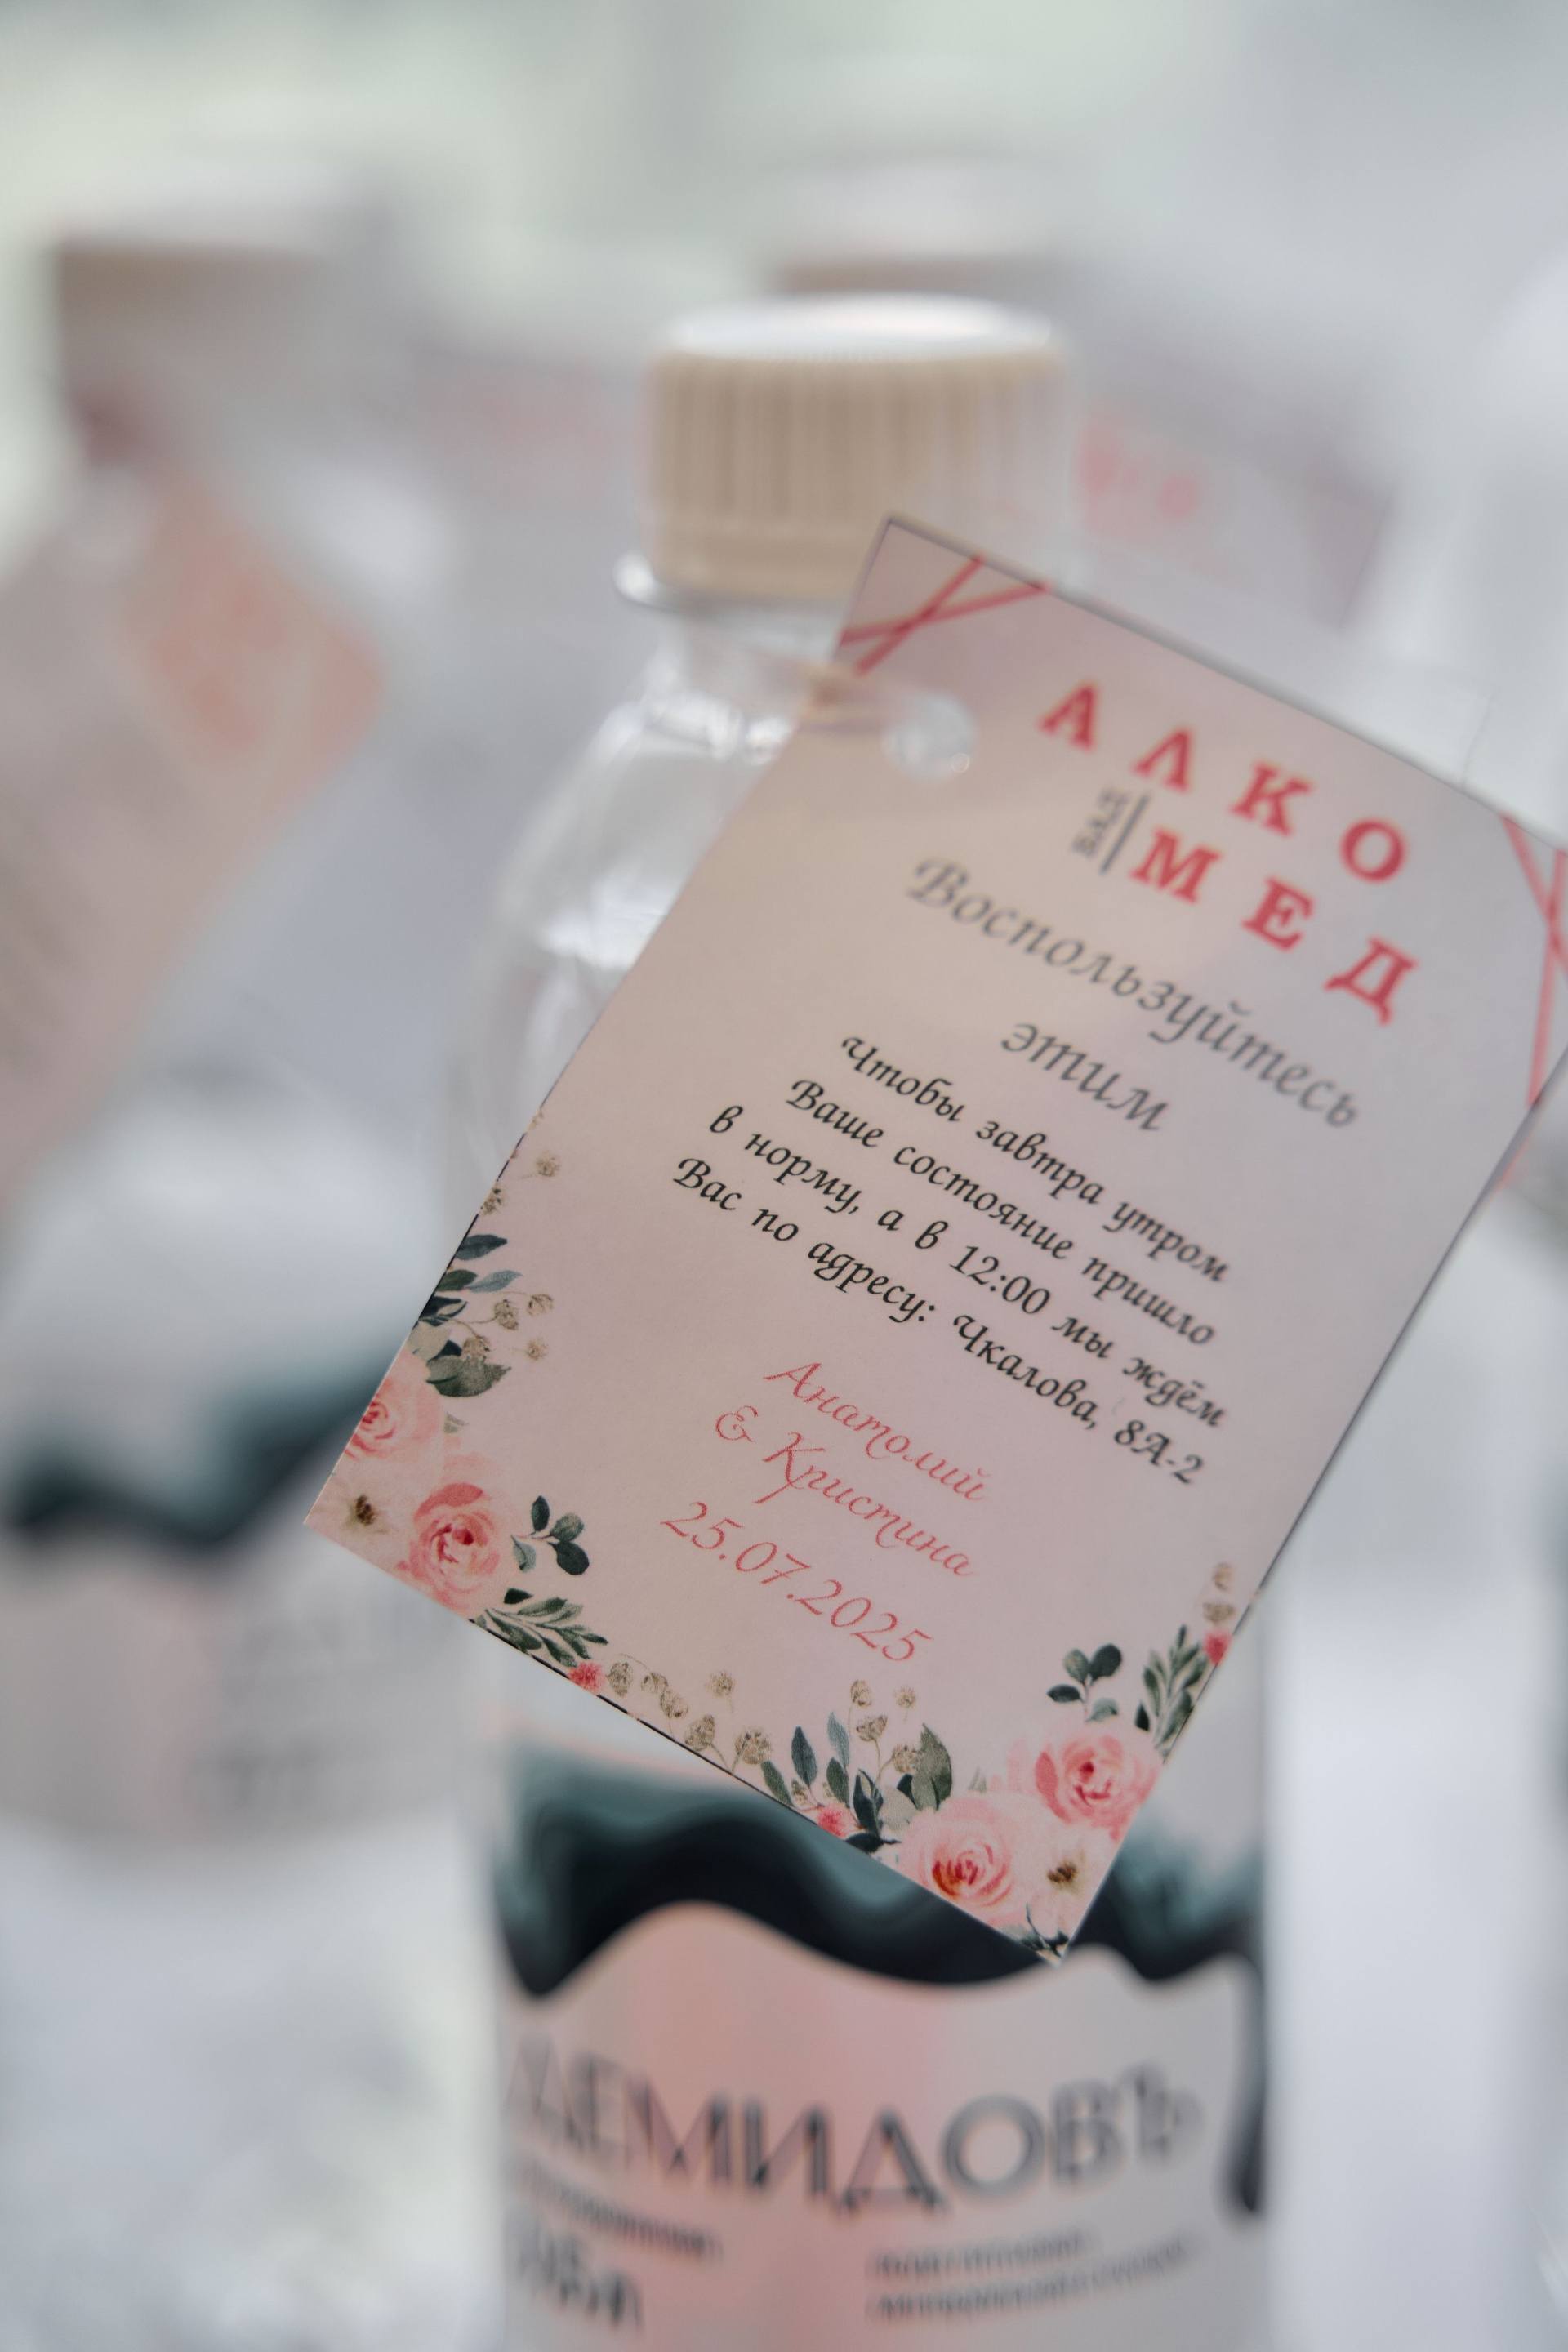 АЛКО
МЕД
Воспользуйтесь
этим
Чтобы завтра утром
Ваше состояние пришло
в норму, а в 12:00 мы ждём
Вас по адресу: Чкалова, 8А-2
Анатолий
& Кристина
25.07.2025
ДЕМИДОВЪ